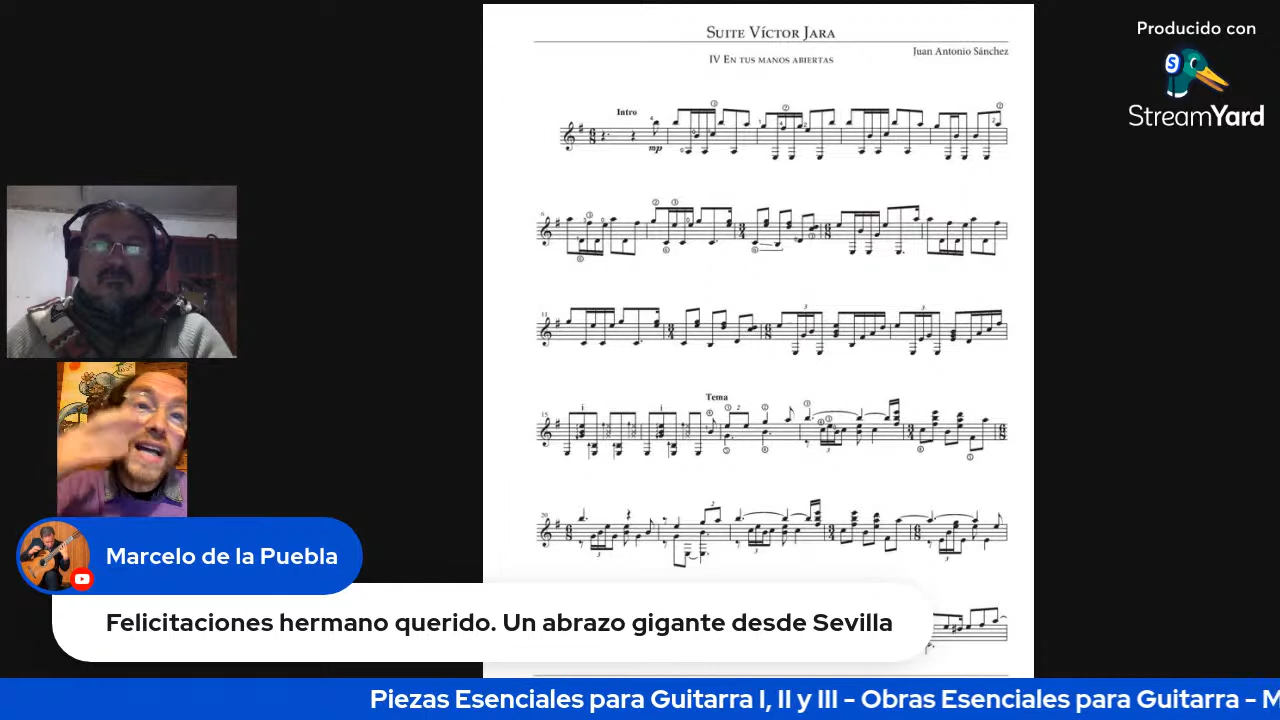 SUITE VÍCTOR JARA
Juan Antonio Sánchez
IV EN TUS MANOS ABIERTAS
Intro
mp
Tema
Producido con
StreamYard
Marcelo de la Puebla
Felicitaciones hermano querido. Un abrazo gigante desde Sevilla
Piezas Esenciales para Guitarra I, II y III - Obras Esenciales para Guitarra - M